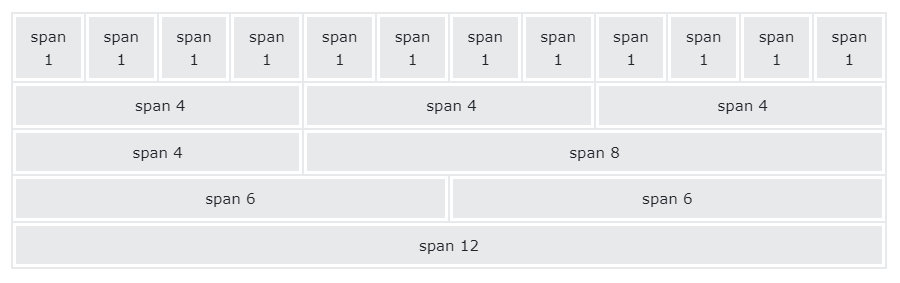 span span span span span span span span span span span span
1 1 1 1 1 1 1 1 1 1 1 1
span 4 span 4 span 4
span 4 span 8
span 6 span 6
span 12